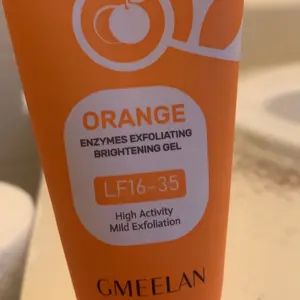 ORANGE
ENZYMES EXFOLIATING
BRIGHTENING GEL
LF16-35
High Activity
Mild Exfoliation
GMEELAN